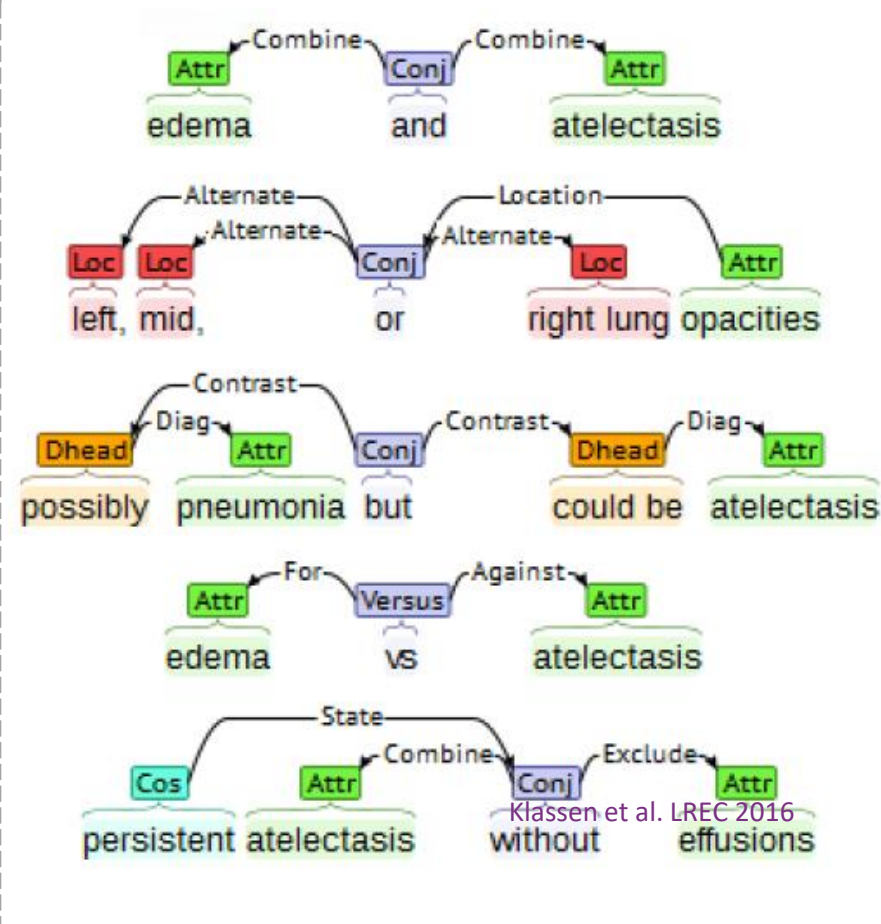 Combine Combine
Attr Conj Attr
edema and atelectasis
Alternate Location
Alternate Alternate
Loc Loc Conj Loc Attr
left, mid, or right lung opacities
Contrast
Diag Contrast Diag
Dhead Attr Conj Dhead Attr
possibly pneumonia but could be atelectasis
For Against
Attr Versus Attr
edema vs atelectasis
State
Combine Exclude
Cos Attr Conj Attr
Klassen et al. LREC 2016
persistent atelectasis without effusions